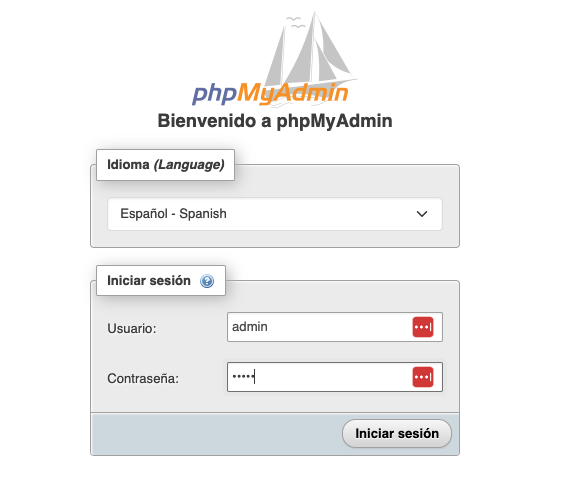 phpMyAdmin
Bienvenido a phpMyAdmin
Idioma (Language)
Español - Spanish
Iniciar sesión
Usuario:
admin
Contraseña:
•••••
Iniciar sesión